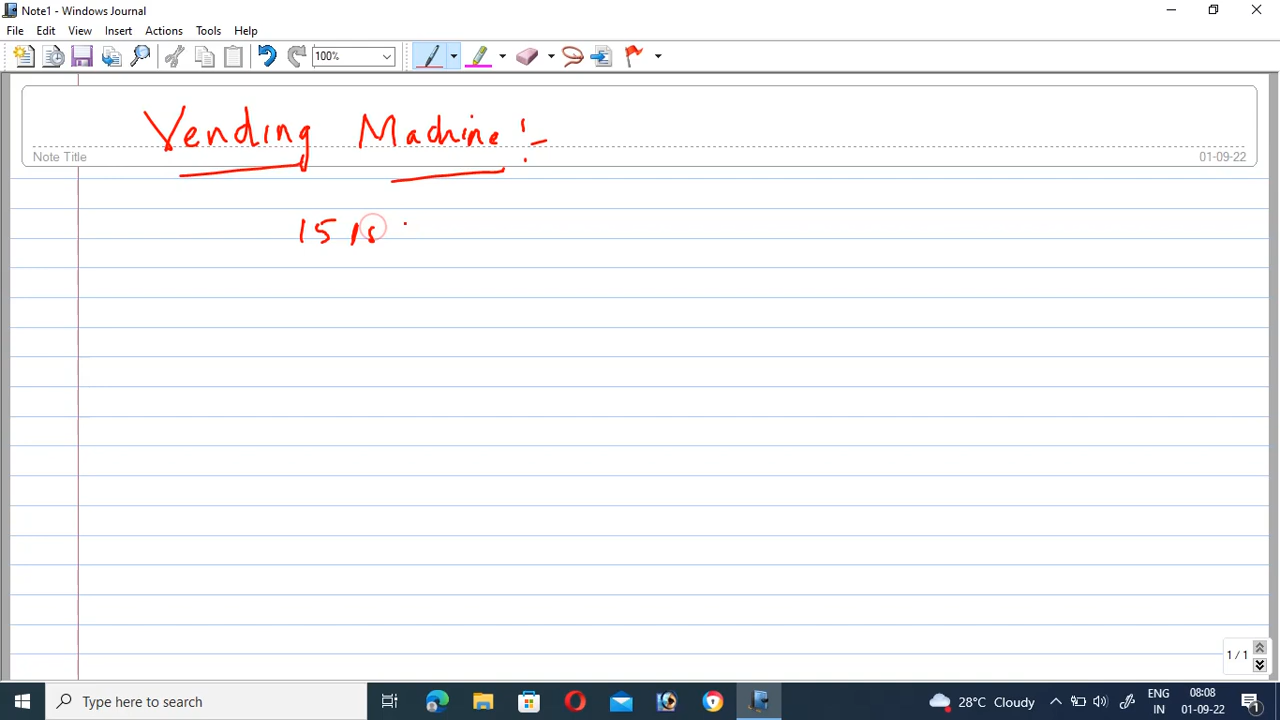 Note1 - Windows Journal
File Edit View Insert Actions Tools Help
100%
Vending Machine :-
Note Title
01-09-22
15 Rs .
1 / 1
Type here to search
28°C Cloudy
ENG
IN
08:08
01-09-22
1